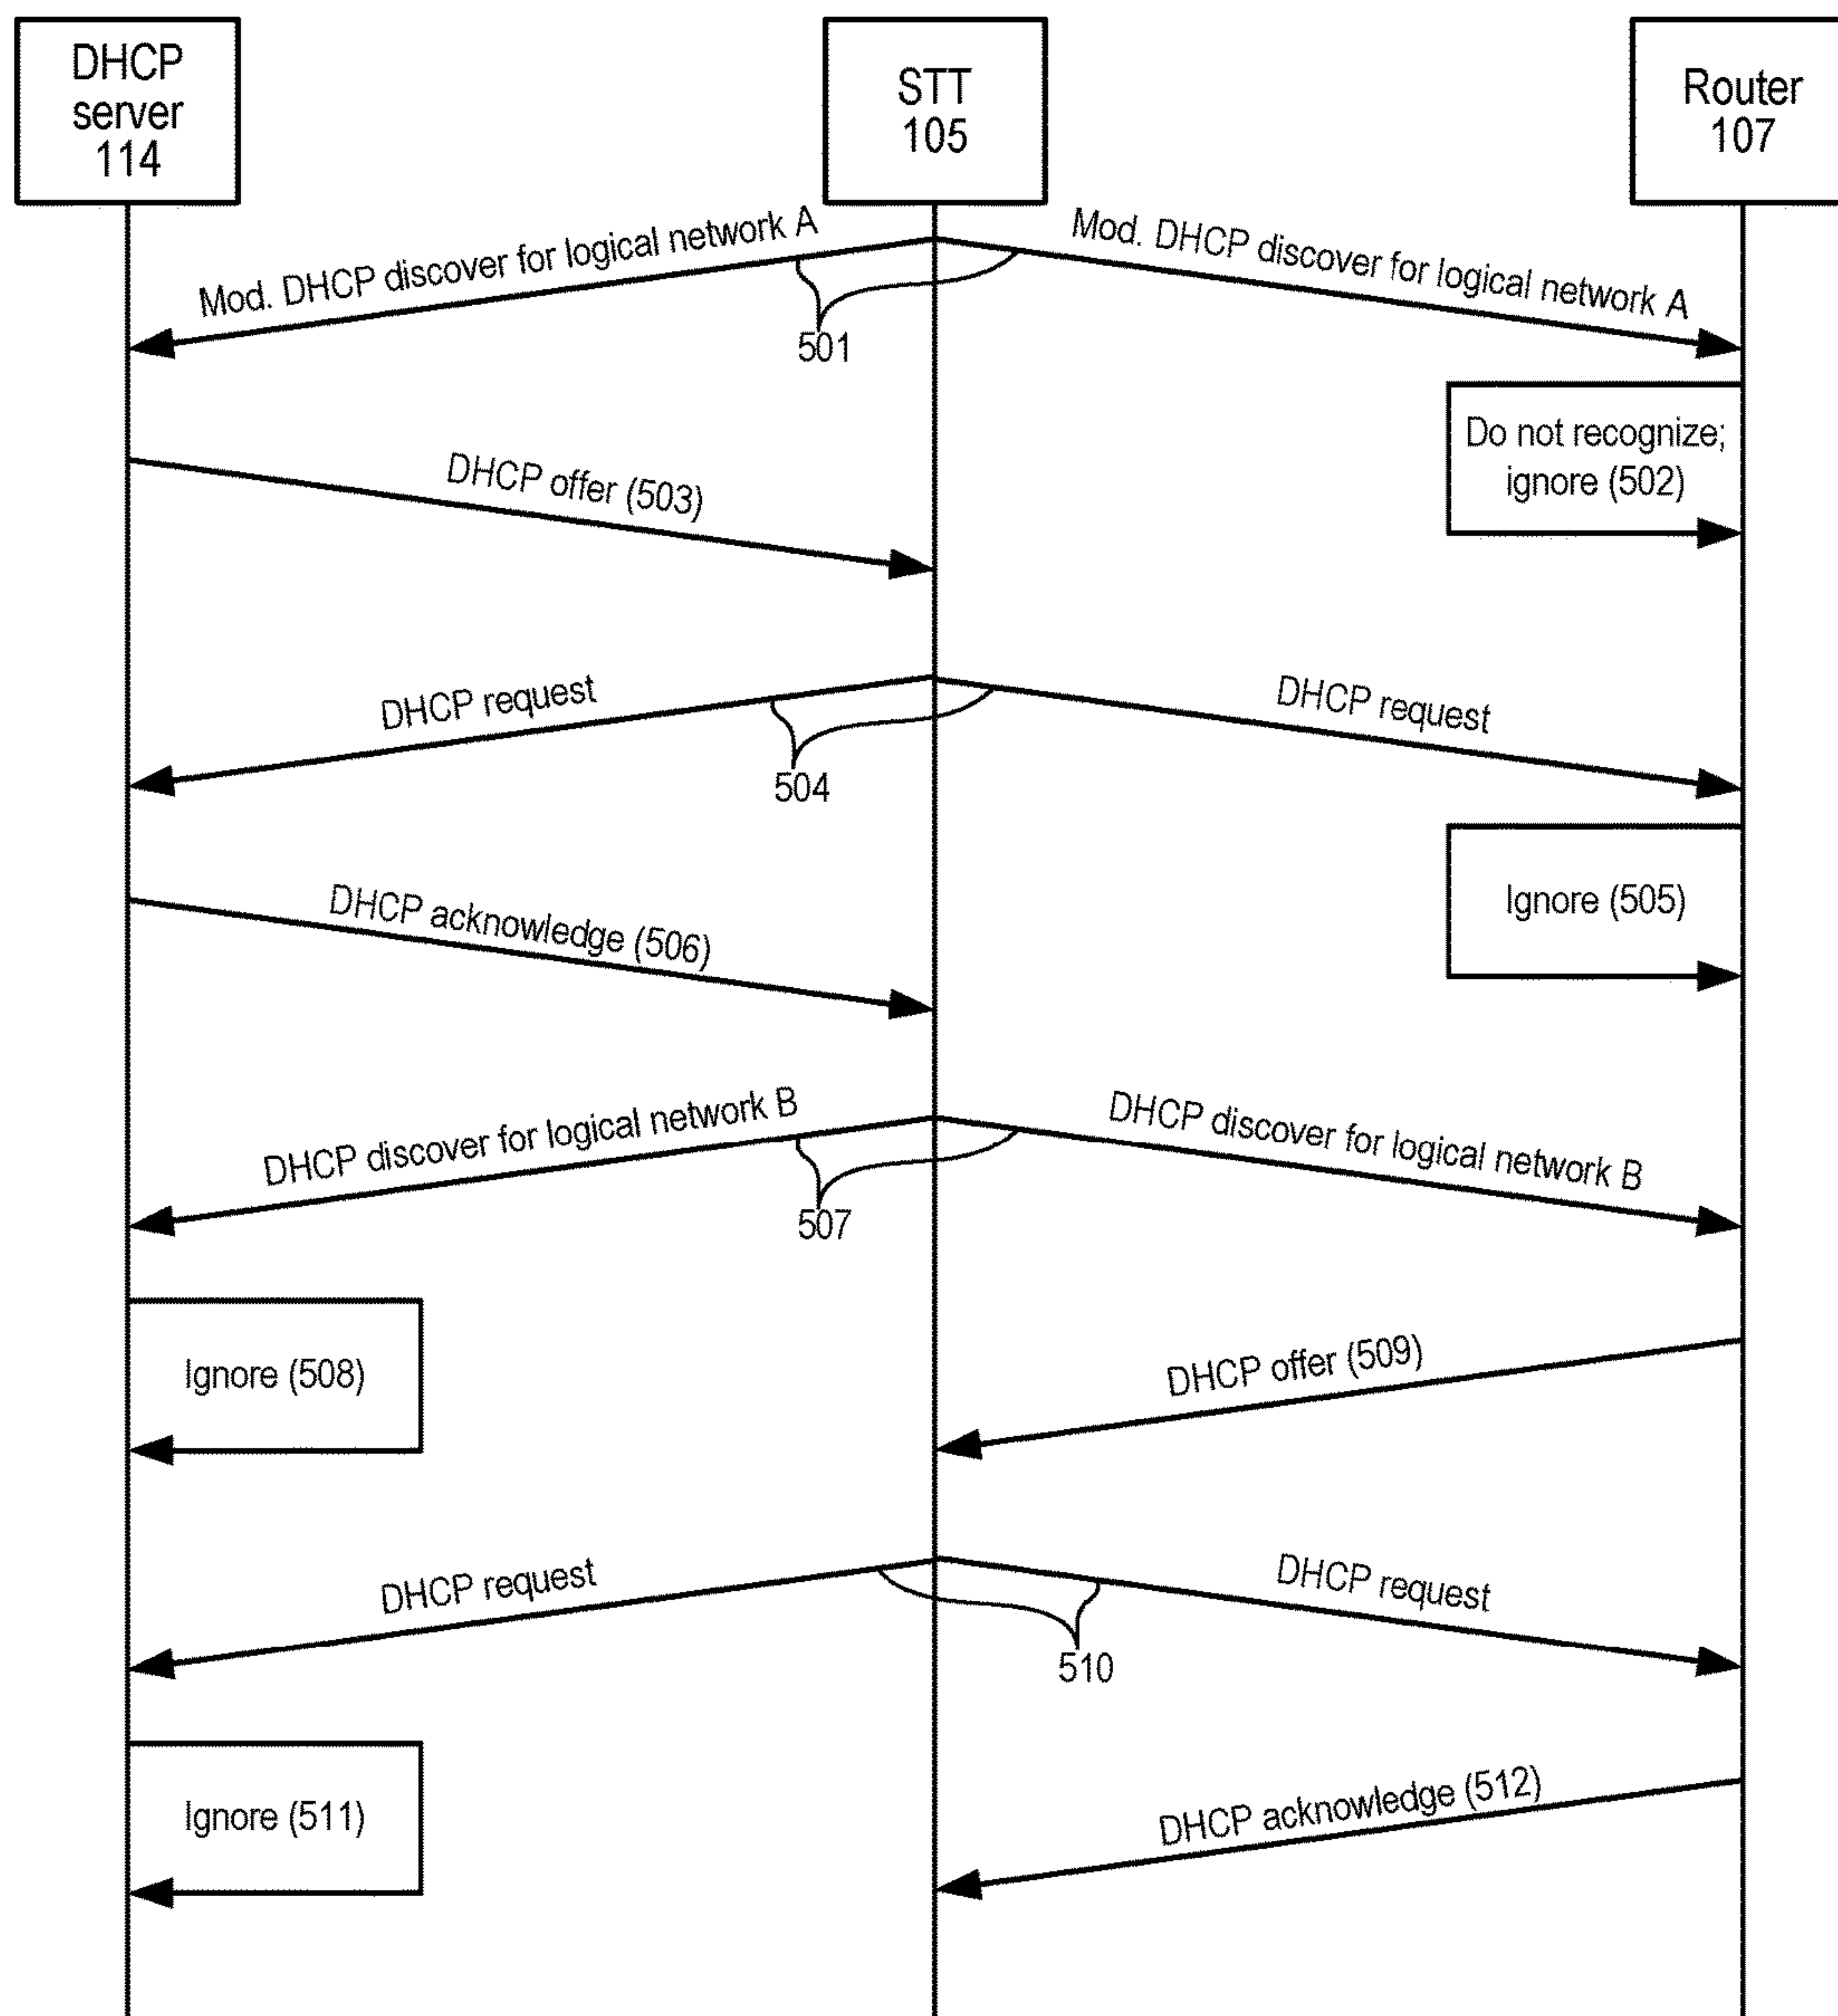 DHCP
server
114
STT
105
Router
107
Mod. DHCP discover for logical network A
Mod. DHCP discover for logical network A
501
Do not recognize;
ignore (502)
DHCP offer (503)
DHCP request
DHCP request
504
Ignore (505)
DHCP acknowledge (506)
DHCP discover for logical network B
DHCP discover for logical network B
507
Ignore (508)
DHCP offer (509)
DHCP request
DHCP request
510
Ignore (511)
DHCP acknowledge (512)